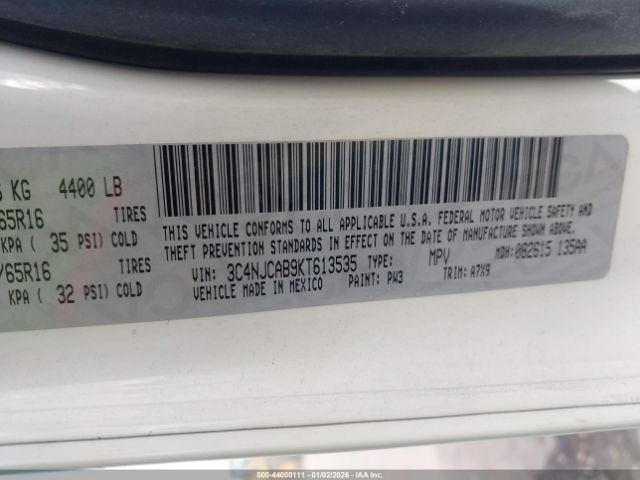 KG 4400 LB
65R16 TIRES
KPA ( 35 PSI) COLD
/65R16 TIRES
KPA ( 32 PSI) COLD
THIS VEHICLE CONFORMS TO ALL APPLICABLE U.S.A. FEDERAL MOTOR VEHICLE SAFETY AND
THEFT PREVENTION STANDARDS IN EFFECT ON THE DATE OF MANUFACTURE SHOWN ABOVE.
VIN: 3C4NJCAB9KT613535 TYPE: MPV MDH: 082615 135AA
VEHICLE MADE IN MEXICO PAINT: PW3 TRIM: A7X9
000-44000111 - 01/02/2026 - IAAI Holdings, LLC